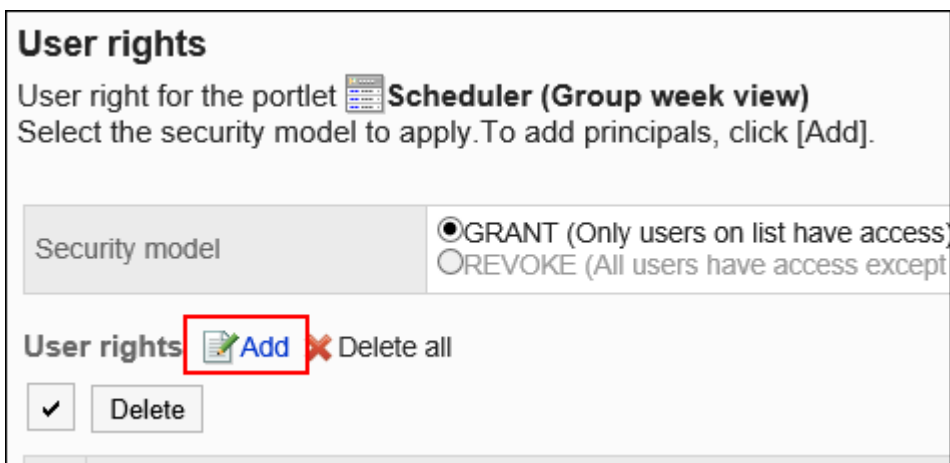 User rights
User right for the portlet Scheduler (Group week view)
Select the security model to apply.To add principals, click [Add].
Security model
GRANT (Only users on list have access)
REVOKE (All users have access except
User rights Add Delete all
Delete